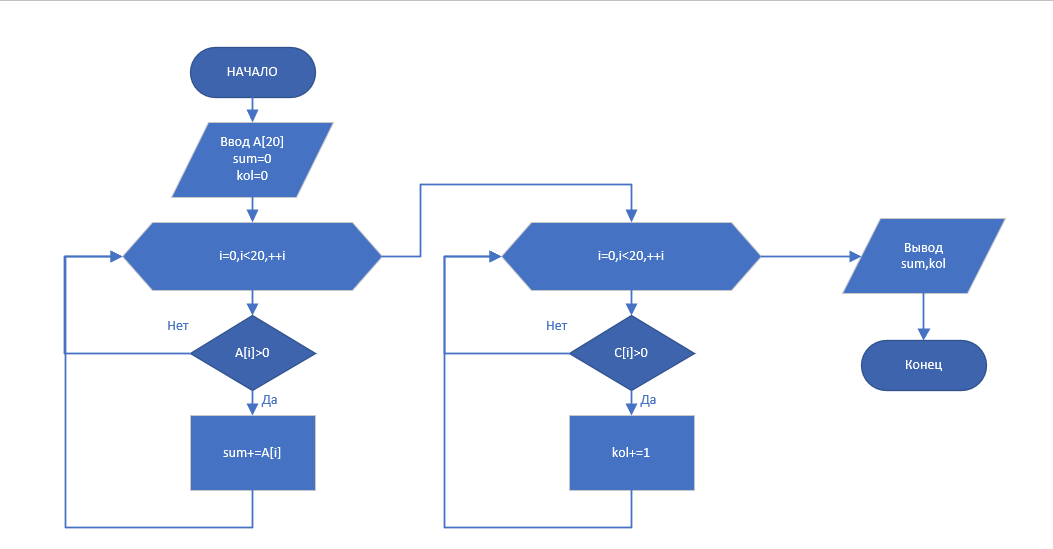 НАЧАЛО
Ввод A[20]
sum=0
kol=0
i=0,i<20,++i
Нет
A[i]>0
Да
sum+=A[i]
i=0,i<20,++i
Нет
C[i]>0
Да
kol+=1
Вывод
sum,kol
Конец